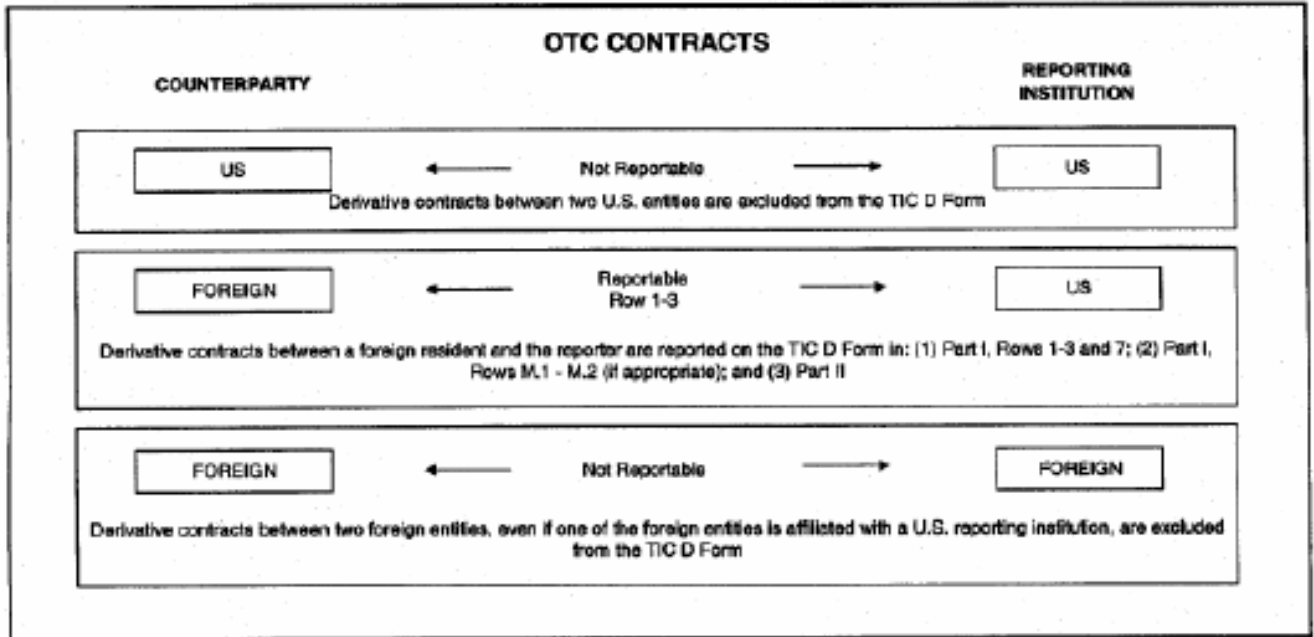 OTC CONTRACTS
COUNTERPARTY
REPORTING
INSTITUTION
US
Not Reportable
US
Derivative contracts between two U.S. entities are excluded from the TIC D Form
FOREIGN
Reportable
Row 1-3
US
Derivative contracts between a foreign resident and the reporter are reported on the TIC D Form in: (1) Part I, Rows 1-3 and 7; (2) Part I,
Rows M.1 - M.2 (if appropriate); and (3) Part II
FOREIGN
Not Reportable
FOREIGN
Derivative contracts between two foreign entities, even if one of the foreign entities is affiliated with a U.S. reporting institution, are excluded
from the TIC D Form